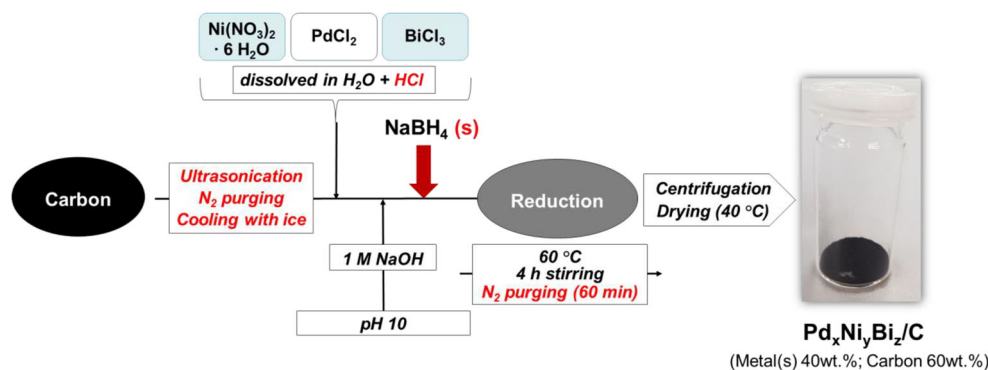 Ni(NO₃)₂
· 6 H₂O
PdCl₂
BiCl₃
dissolved in H₂O + HCl
NaBH₄ (s)
Carbon
Ultrasonication
N₂ purging
Cooling with ice
Reduction
Centrifugation
Drying (40 °C)
1 M NaOH
pH 10
60 °C
4 h stirring
N₂ purging (60 min)
PdₓNiᵧBi_z/C
(Metal(s) 40wt.%; Carbon 60wt.%)